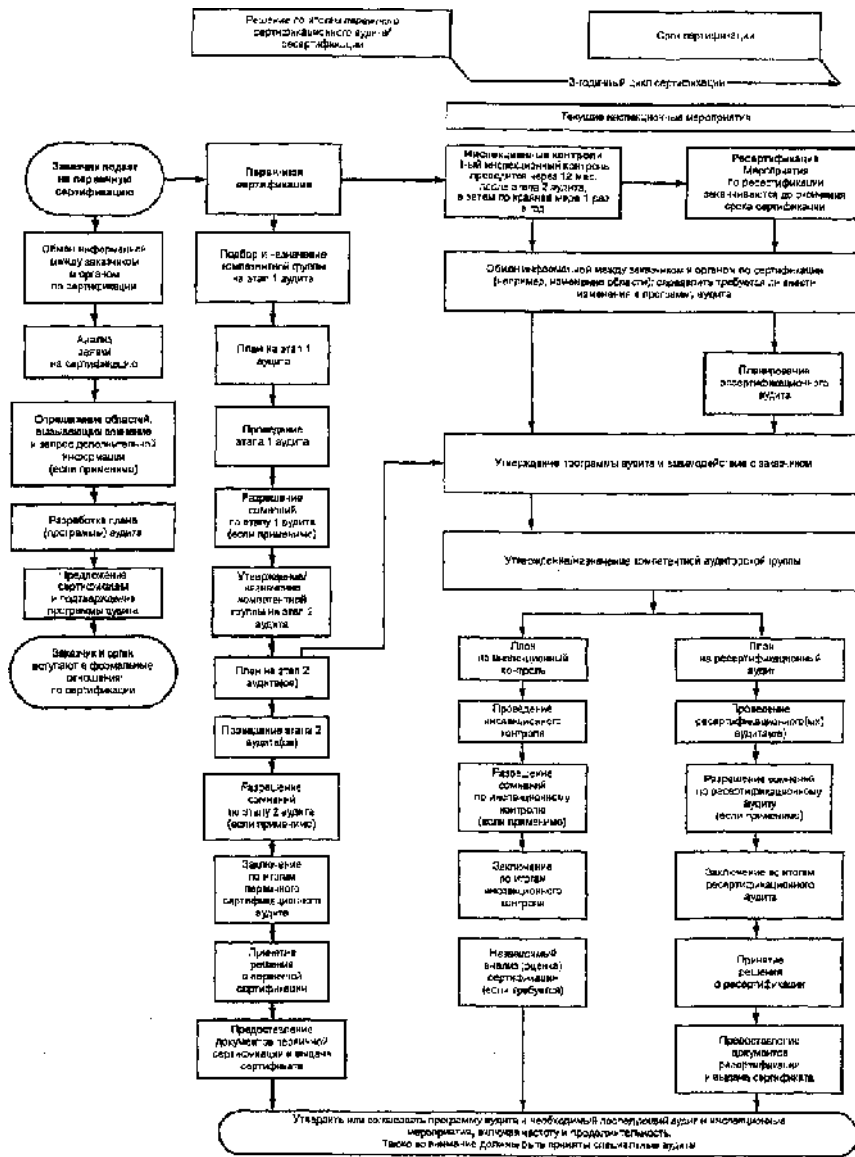 Решение по итогам первичного
сертификационного аудита/
ресертификации
Срок сертификации
3-годичный цикл сертификации
Текущие инспекционные мероприятия
Заказчик подает
на первичную
сертификацию
Первичная
сертификация
Инспекционные контроли
1-ый инспекционный контроль
проводится через 12 мес.
после этапа 2 аудита,
а затем по крайней мере 1 раз
в год
Ресертификация
Мероприятия
по ресертификации
заканчиваются до окончания
срока сертификации
Обмен информацией
между заказчиком
и органом
по сертификации
Анализ
заявки
на сертификацию
Определение областей,
вызывающих сомнение
и запрос дополнительной
информации
(если применимо)
Разработка плана
(программы) аудита
Предложение
сертификации
и подтверждение
программы аудита
Заказчик и орган
вступают в формальные
отношения
по сертификации
Подбор и назначение
компетентной группы
на этап 1 аудита
План на этап 1
аудита
Проведение
этапа 1 аудита
Разрешение
сомнений
по этапу 1 аудита
(если применимо)
Утверждение/
назначение
компетентной
группы на этап 2
аудита
План на этап 2
аудита(ов)
Проведение этапа 2
аудита(ов)
Разрешение
сомнений
по этапу 2 аудита
(если применимо)
Заключение
по итогам
первичного
сертификационного
аудита
Принятие
решения
о первичной
сертификации
Предоставление
документов первичной
сертификации и выдача
сертификата
Обмен информацией между заказчиком и органом по сертификации
(например, изменение области); определить требуется ли внести
изменения в программу аудита
Планирование
ресертификационного
аудита
Утверждение программы аудита и взаимодействие с заказчиком
Утверждение/назначение компетентной аудиторской группы
План
на инспекционный
контроль
Проведение
инспекционного
контроля
Разрешение
сомнений
по инспекционному
контролю
(если применимо)
Заключение
по итогам
инспекционного
контроля
Независимый
анализ (оценка)
сертификации
(если требуется)
План
на ресертификационный
аудит
Проведение
ресертификационного(ых)
аудита(ов)
Разрешение сомнений
по ресертификационному
аудиту
(если применимо)
Заключение по итогам
ресертификационного
аудита
Принятие
решения
о ресертификации
Предоставление
документов
ресертификации
и выдача сертификата
Утвердить или согласовать программу аудита и необходимый последующий аудит и инспекционные
мероприятия, включая частоту и продолжительность.
Также во внимание должны быть приняты специальные аудиты